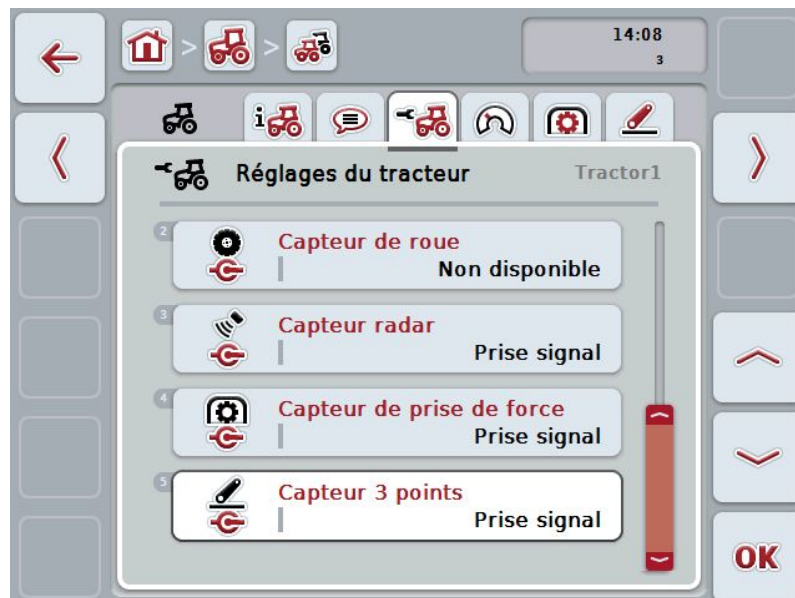 14:08
3
Réglages du tracteur
Tractor1
2
Capteur de roue
Non disponible
3
Capteur radar
Prise signal
4
Capteur de prise de force
Prise signal
5
Capteur 3 points
Prise signal
OK